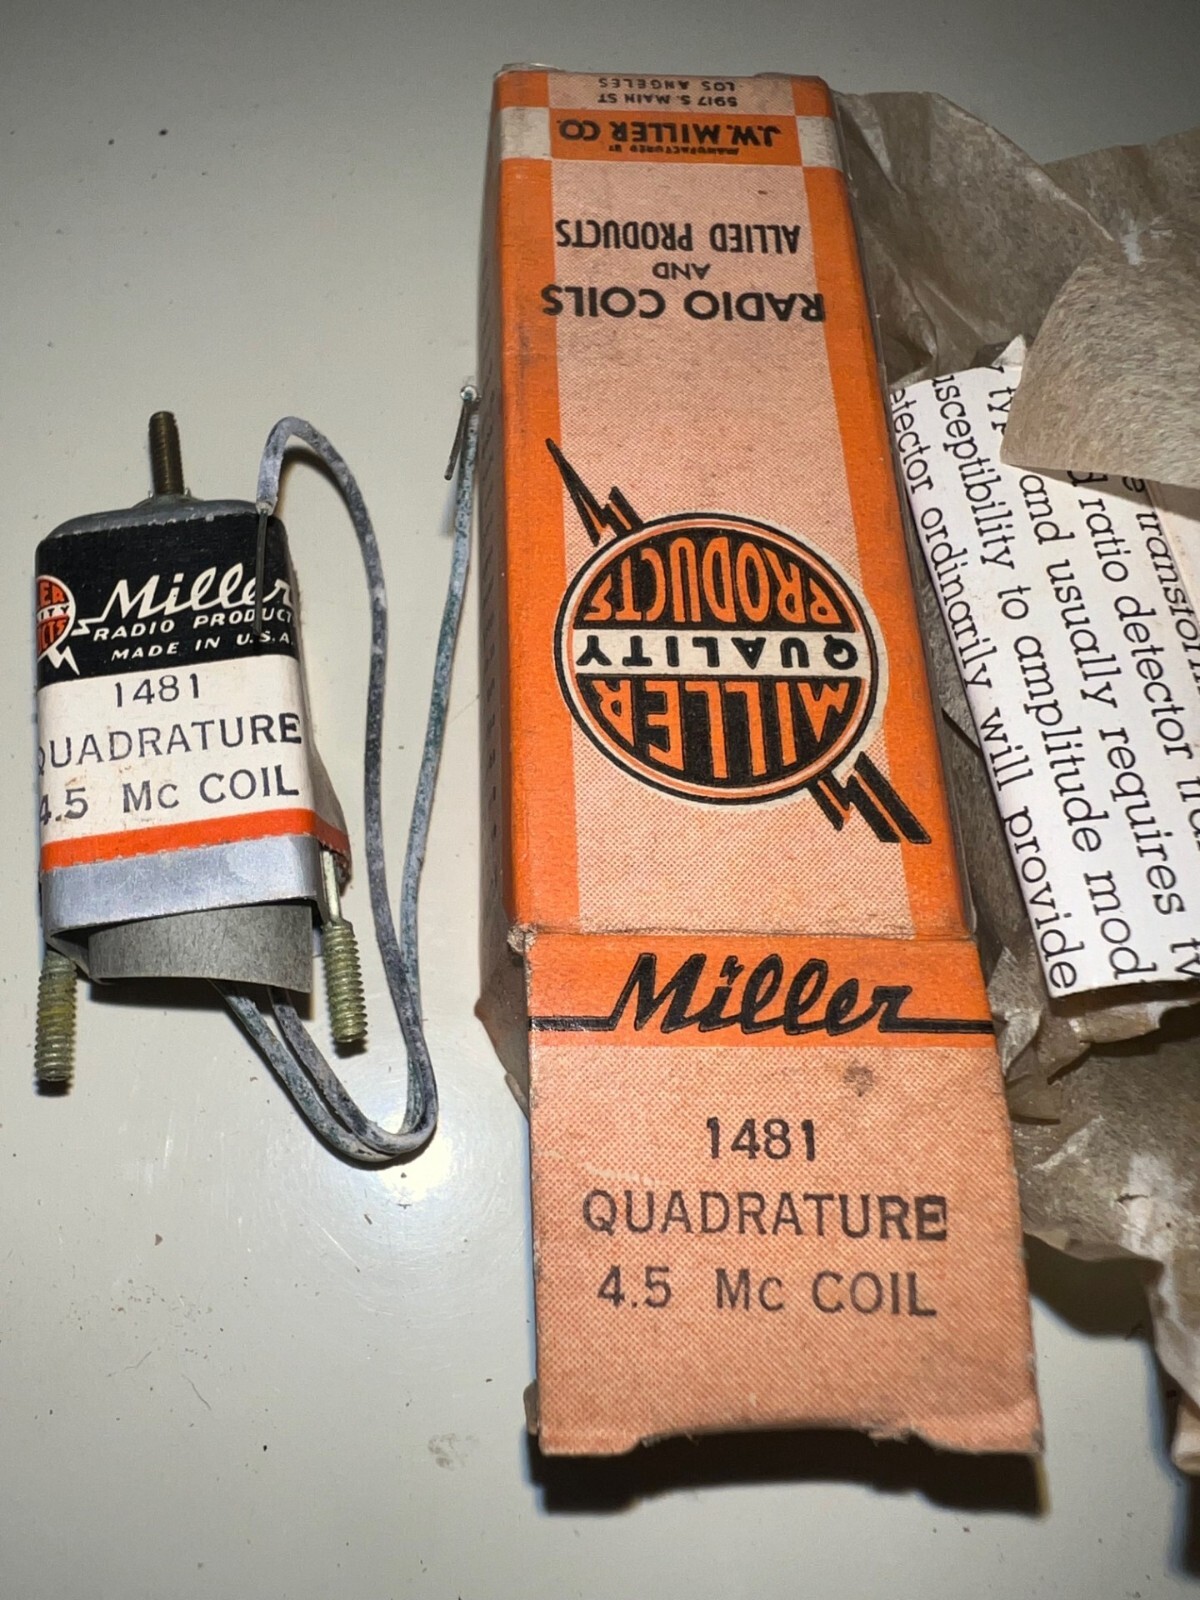 Miller
RADIO PRODUCTS
MADE IN U.S.A.
1481
QUADRATURE
4.5 Mc COIL
5917 S. MAIN ST
LOS ANGELES
MANUFACTURED BY
J.W. MILLER CO.
RADIO COILS
AND
ALLIED PRODUCTS
MILLER
QUALITY
PRODUCTS
Miller
1481
QUADRATURE
4.5 Mc COIL
ratio detector
and usually requires
susceptibility to amplitude mod
detector ordinarily will provide